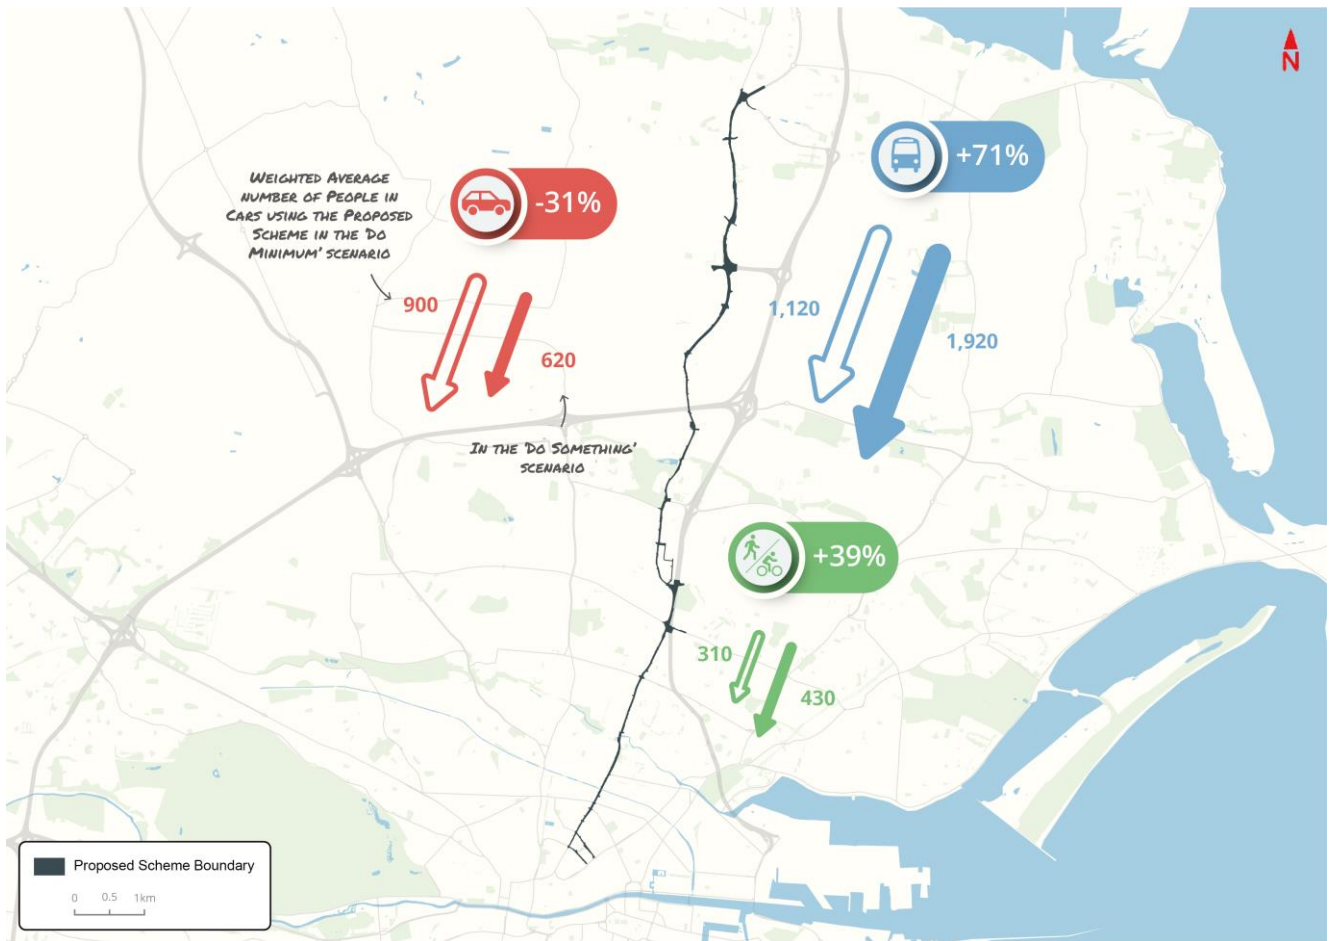 N
+71%
-31%
WEIGHTED AVERAGE
NUMBER OF PEOPLE IN
CARS USING THE PROPOSED
SCHEME IN THE 'DO
MINIMUM' SCENARIO
900
620
1,120
1,920
IN THE 'DO SOMETHING'
SCENARIO
+39%
310
430
Proposed Scheme Boundary
0 0.5 1km